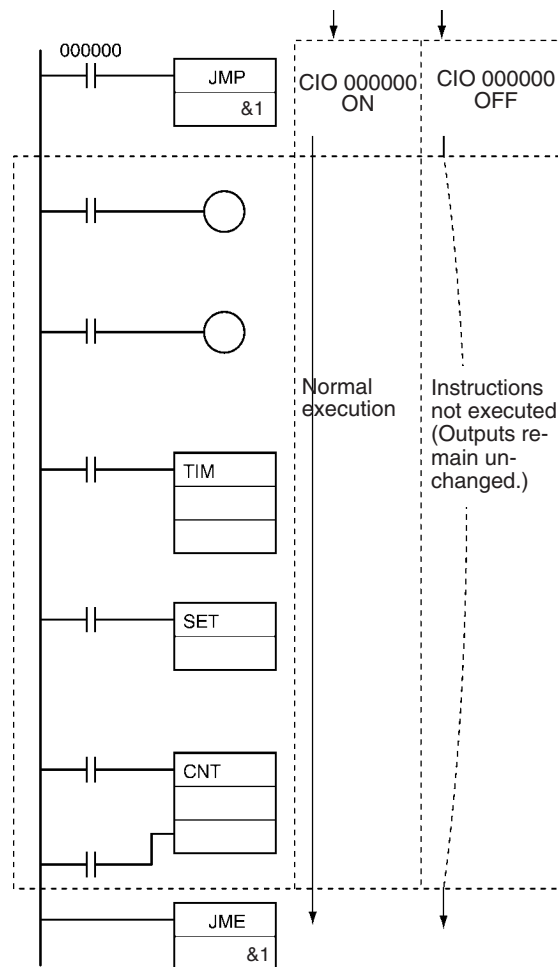 000000
JMP
&1
CIO 000000
ON
CIO 000000
OFF
Normal
execution
Instructions
not executed
(Outputs re-
main un-
changed.)
TIM
SET
CNT
JME
&1